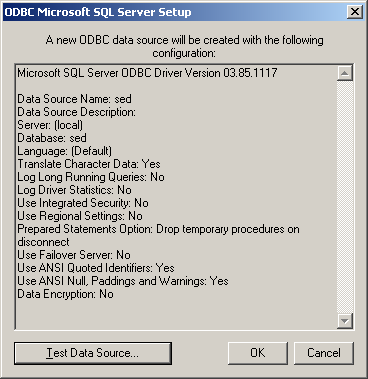 ODBC Microsoft SQL Server Setup
A new ODBC data source will be created with the following
configuration:
Microsoft SQL Server ODBC Driver Version 03.85.1117
Data Source Name: sed
Data Source Description:
Server: (local)
Database: sed
Language: (Default)
Translate Character Data: Yes
Log Long Running Queries: No
Log Driver Statistics: No
Use Integrated Security: No
Use Regional Settings: No
Prepared Statements Option: Drop temporary procedures on
disconnect
Use Failover Server: No
Use ANSI Quoted Identifiers: Yes
Use ANSI Null, Paddings and Warnings: Yes
Data Encryption: No
Test Data Source...
OK
Cancel